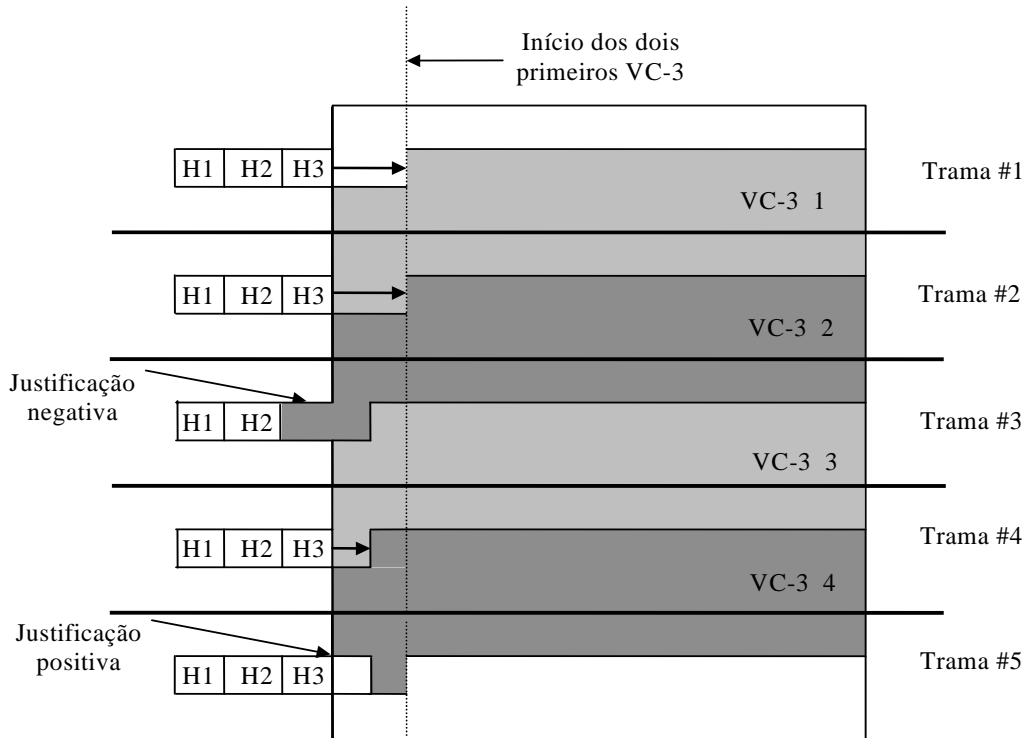 Início dos dois
primeiros VC-3
H1 H2 H3
Trama #1
VC-3 1
H1 H2 H3
Trama #2
VC-3 2
Justificação
negativa
H1 H2
Trama #3
VC-3 3
H1 H2 H3
Trama #4
VC-3 4
Justificação
positiva
H1 H2 H3
Trama #5